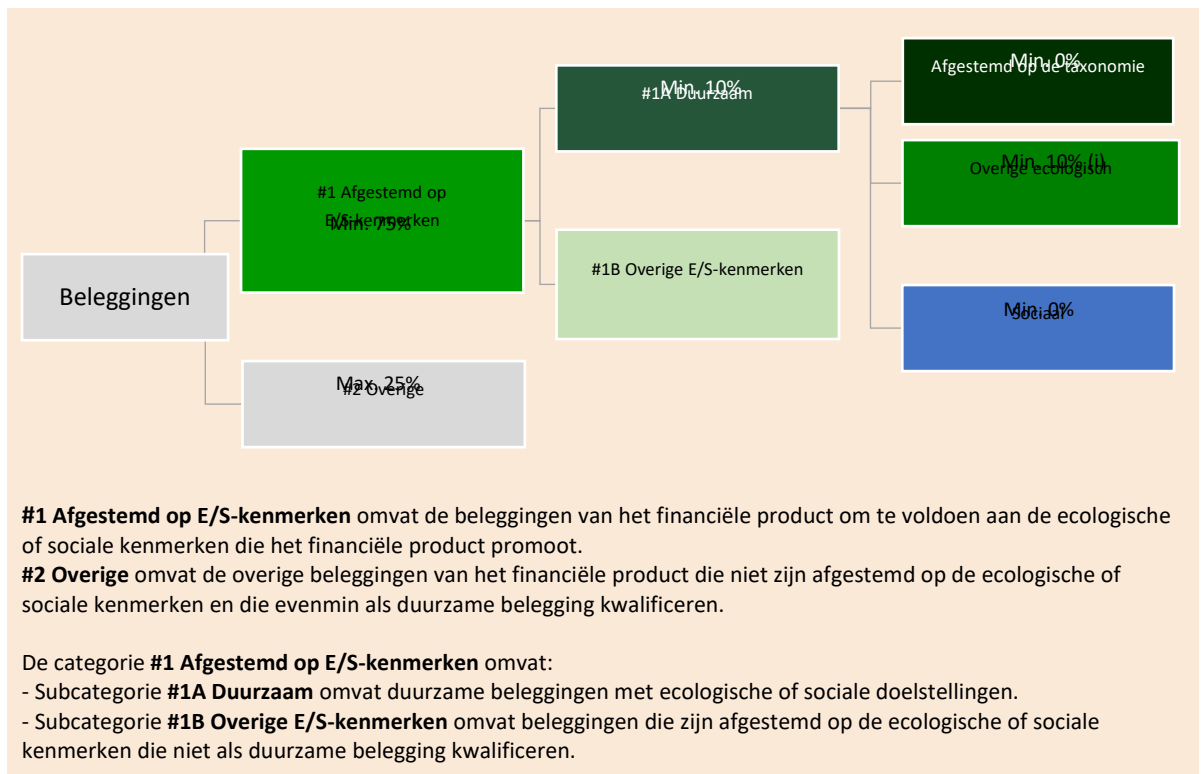 Beleggingen
#1 Afgestemd op
E/S-kenmerken
Min. 75%
Max. 25%
#2 Overige
Min. 10%
#1A Duurzaam
#1B Overige E/S-kenmerken
Min. 0%
Afgestemd op de taxonomie
Min. 10% (i)
Overige ecologisch
Min. 0%
Sociaal
#1 Afgestemd op E/S-kenmerken omvat de beleggingen van het financiële product om te voldoen aan de ecologische
of sociale kenmerken die het financiële product promoot.
#2 Overige omvat de overige beleggingen van het financiële product die niet zijn afgestemd op de ecologische of
sociale kenmerken en die evenmin als duurzame belegging kwalificeren.
De categorie #1 Afgestemd op E/S-kenmerken omvat:
- Subcategorie #1A Duurzaam omvat duurzame beleggingen met ecologische of sociale doelstellingen.
- Subcategorie #1B Overige E/S-kenmerken omvat beleggingen die zijn afgestemd op de ecologische of sociale
kenmerken die niet als duurzame belegging kwalificeren.